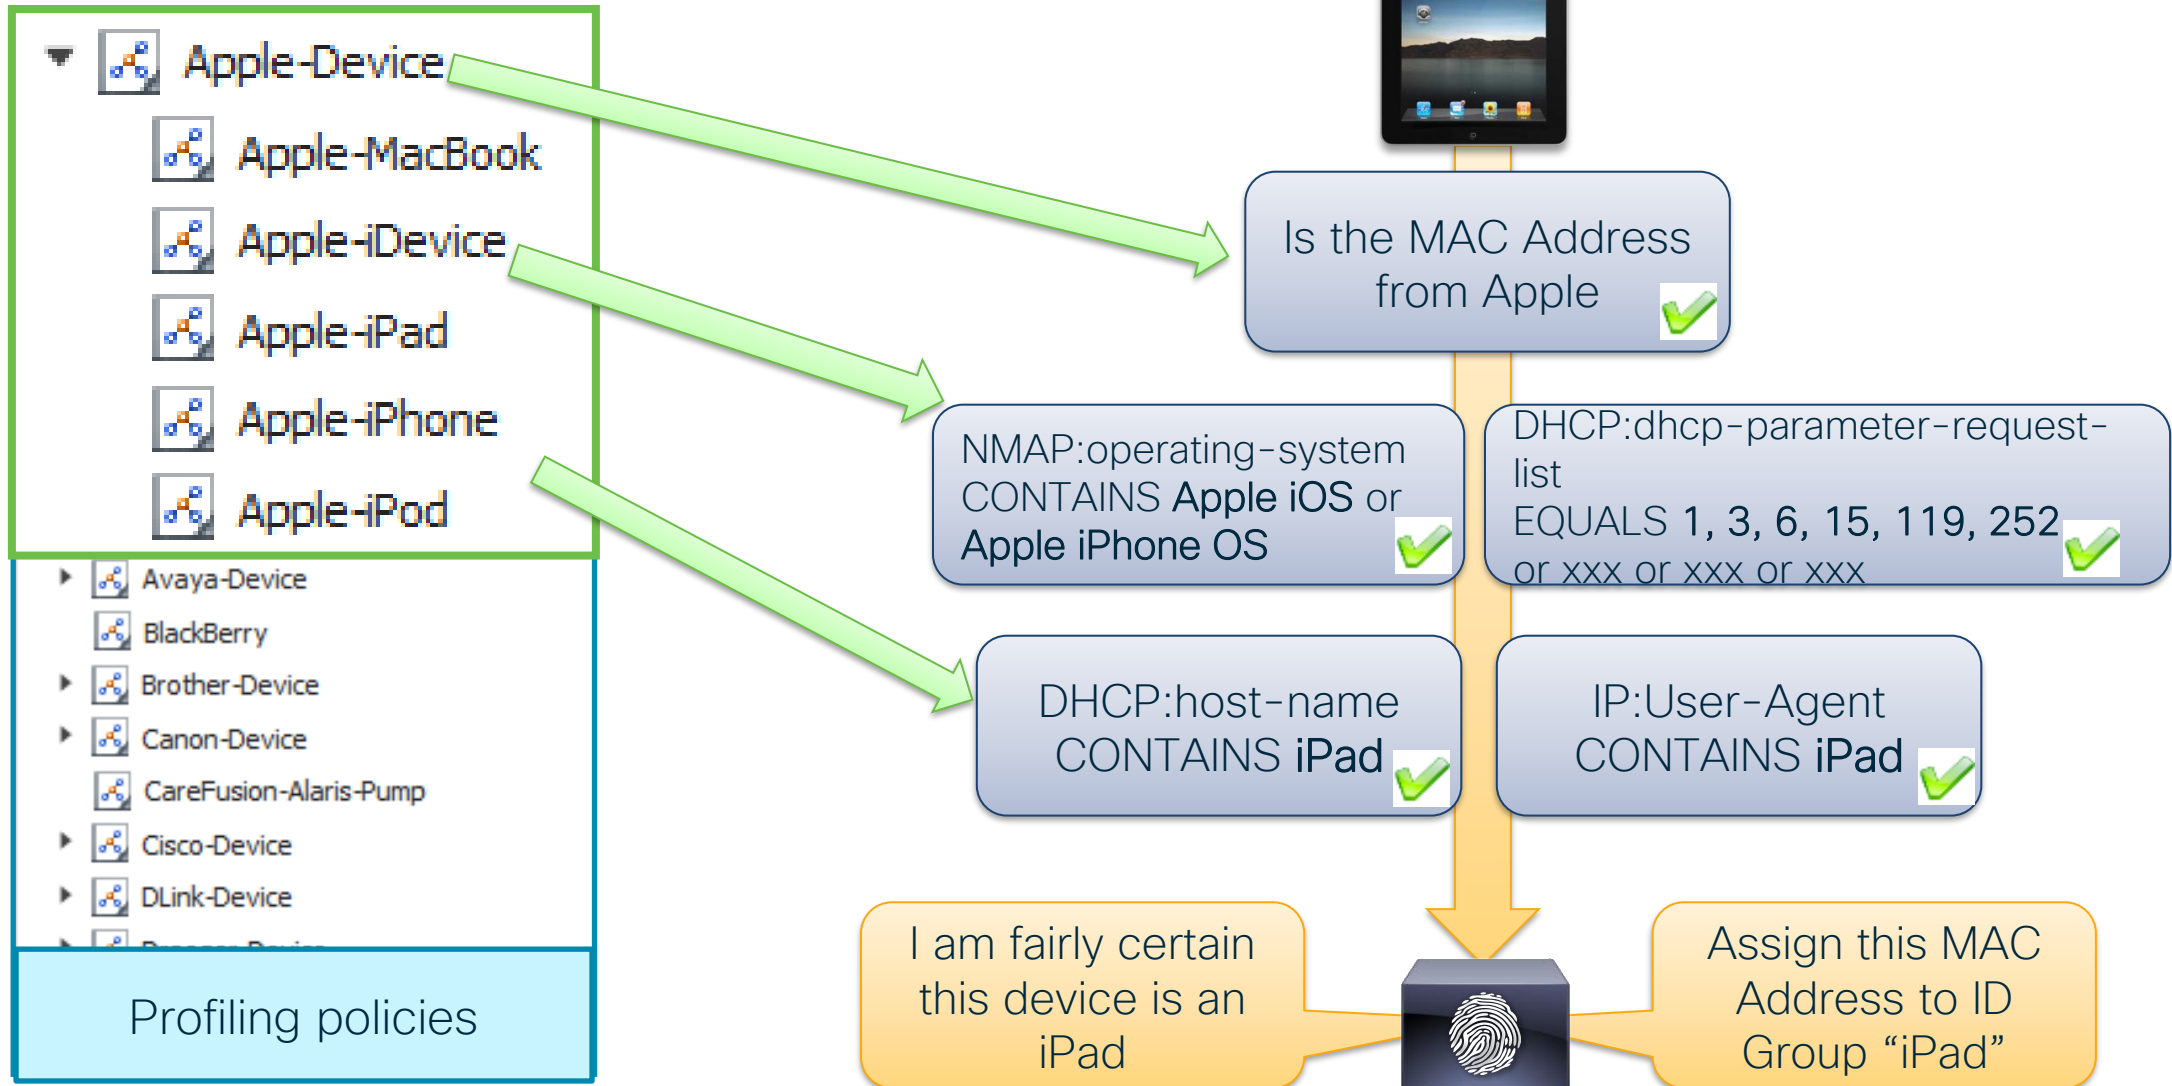 Apple-Device
Apple-MacBook
Apple-iDevice
Apple-iPad
Apple-iPhone
Apple-iPod
Avaya-Device
BlackBerry
Brother-Device
Canon-Device
CareFusion-Alaris-Pump
Cisco-Device
DLink-Device
Profiling policies
Is the MAC Address
from Apple
NMAP:operating-system
CONTAINS Apple iOS or
Apple iPhone OS
DHCP:dhcp-parameter-request-
list
EQUALS 1, 3, 6, 15, 119, 252
or xxx or xxx or xxx
DHCP:host-name
CONTAINS iPad
IP:User-Agent
CONTAINS iPad
I am fairly certain
this device is an
iPad
Assign this MAC
Address to ID
Group “iPad”